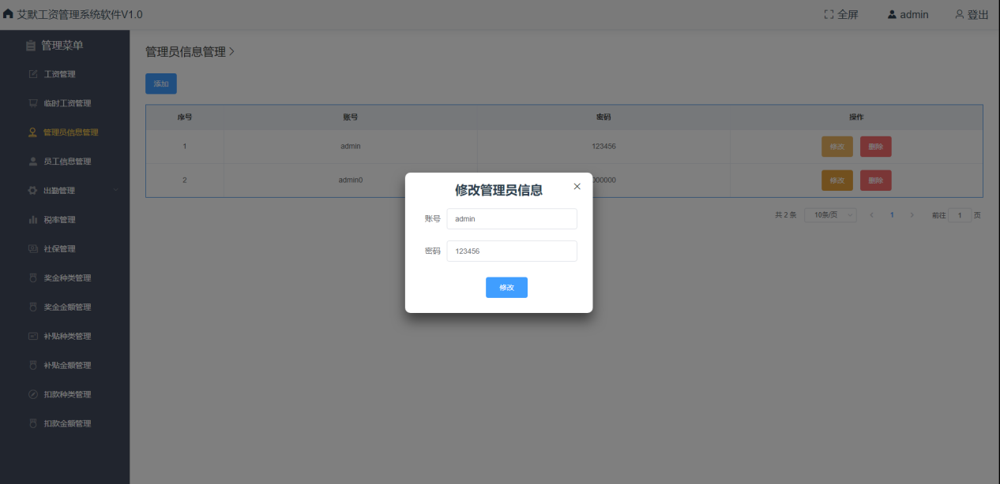 艾默工资管理系统软件V1.0 全屏 admin 登出
管理菜单
工资管理
临时工资管理
管理员信息管理
员工信息管理
出勤管理
税率管理
社保管理
奖金种类管理
奖金金额管理
补贴种类管理
补贴金额管理
扣款种类管理
扣款金额管理
管理员信息管理
添加
序号 账号 密码 操作
1 admin 123456 修改 删除
2 admin0 000000 修改 删除
共 2 条 10条/页 1 前往 1 页
修改管理员信息
账号 admin
密码 123456
修改